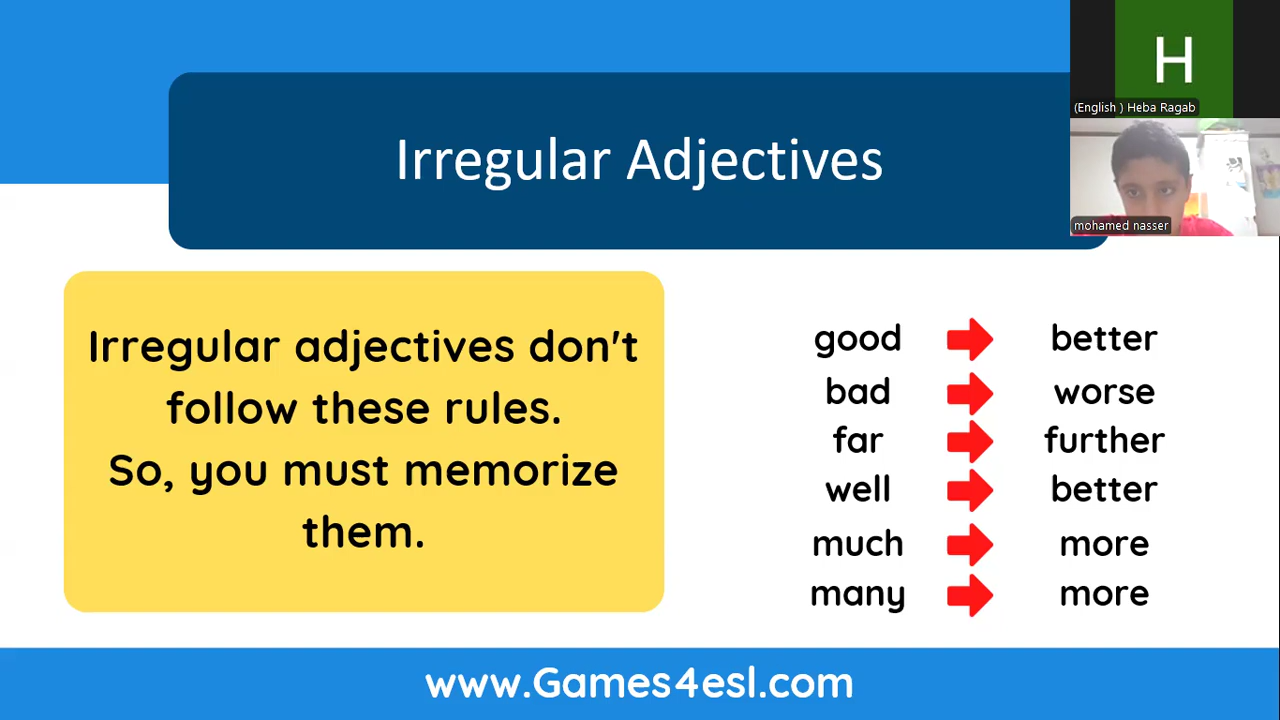 H
(English ) Heba Ragab
mohamed nasser
Irregular Adjectives
Irregular adjectives don't
follow these rules.
So, you must memorize
them.
good better
bad worse
far further
well better
much more
many more
www.Games4esl.com